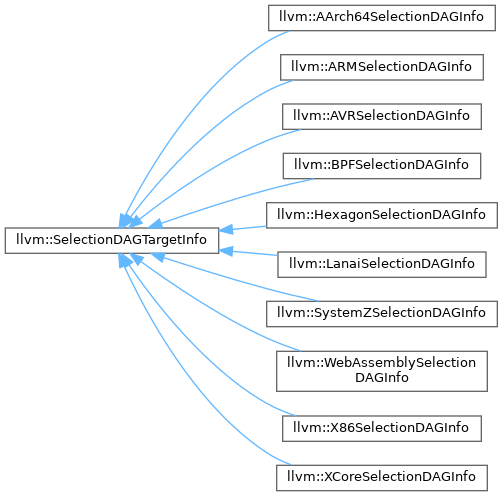 llvm::AArch64SelectionDAGInfo
llvm::ARMSelectionDAGInfo
llvm::AVRSelectionDAGInfo
llvm::BPFSelectionDAGInfo
llvm::HexagonSelectionDAGInfo
llvm::SelectionDAGTargetInfo
llvm::LanaiSelectionDAGInfo
llvm::SystemZSelectionDAGInfo
llvm::WebAssemblySelection
DAGInfo
llvm::X86SelectionDAGInfo
llvm::XCoreSelectionDAGInfo